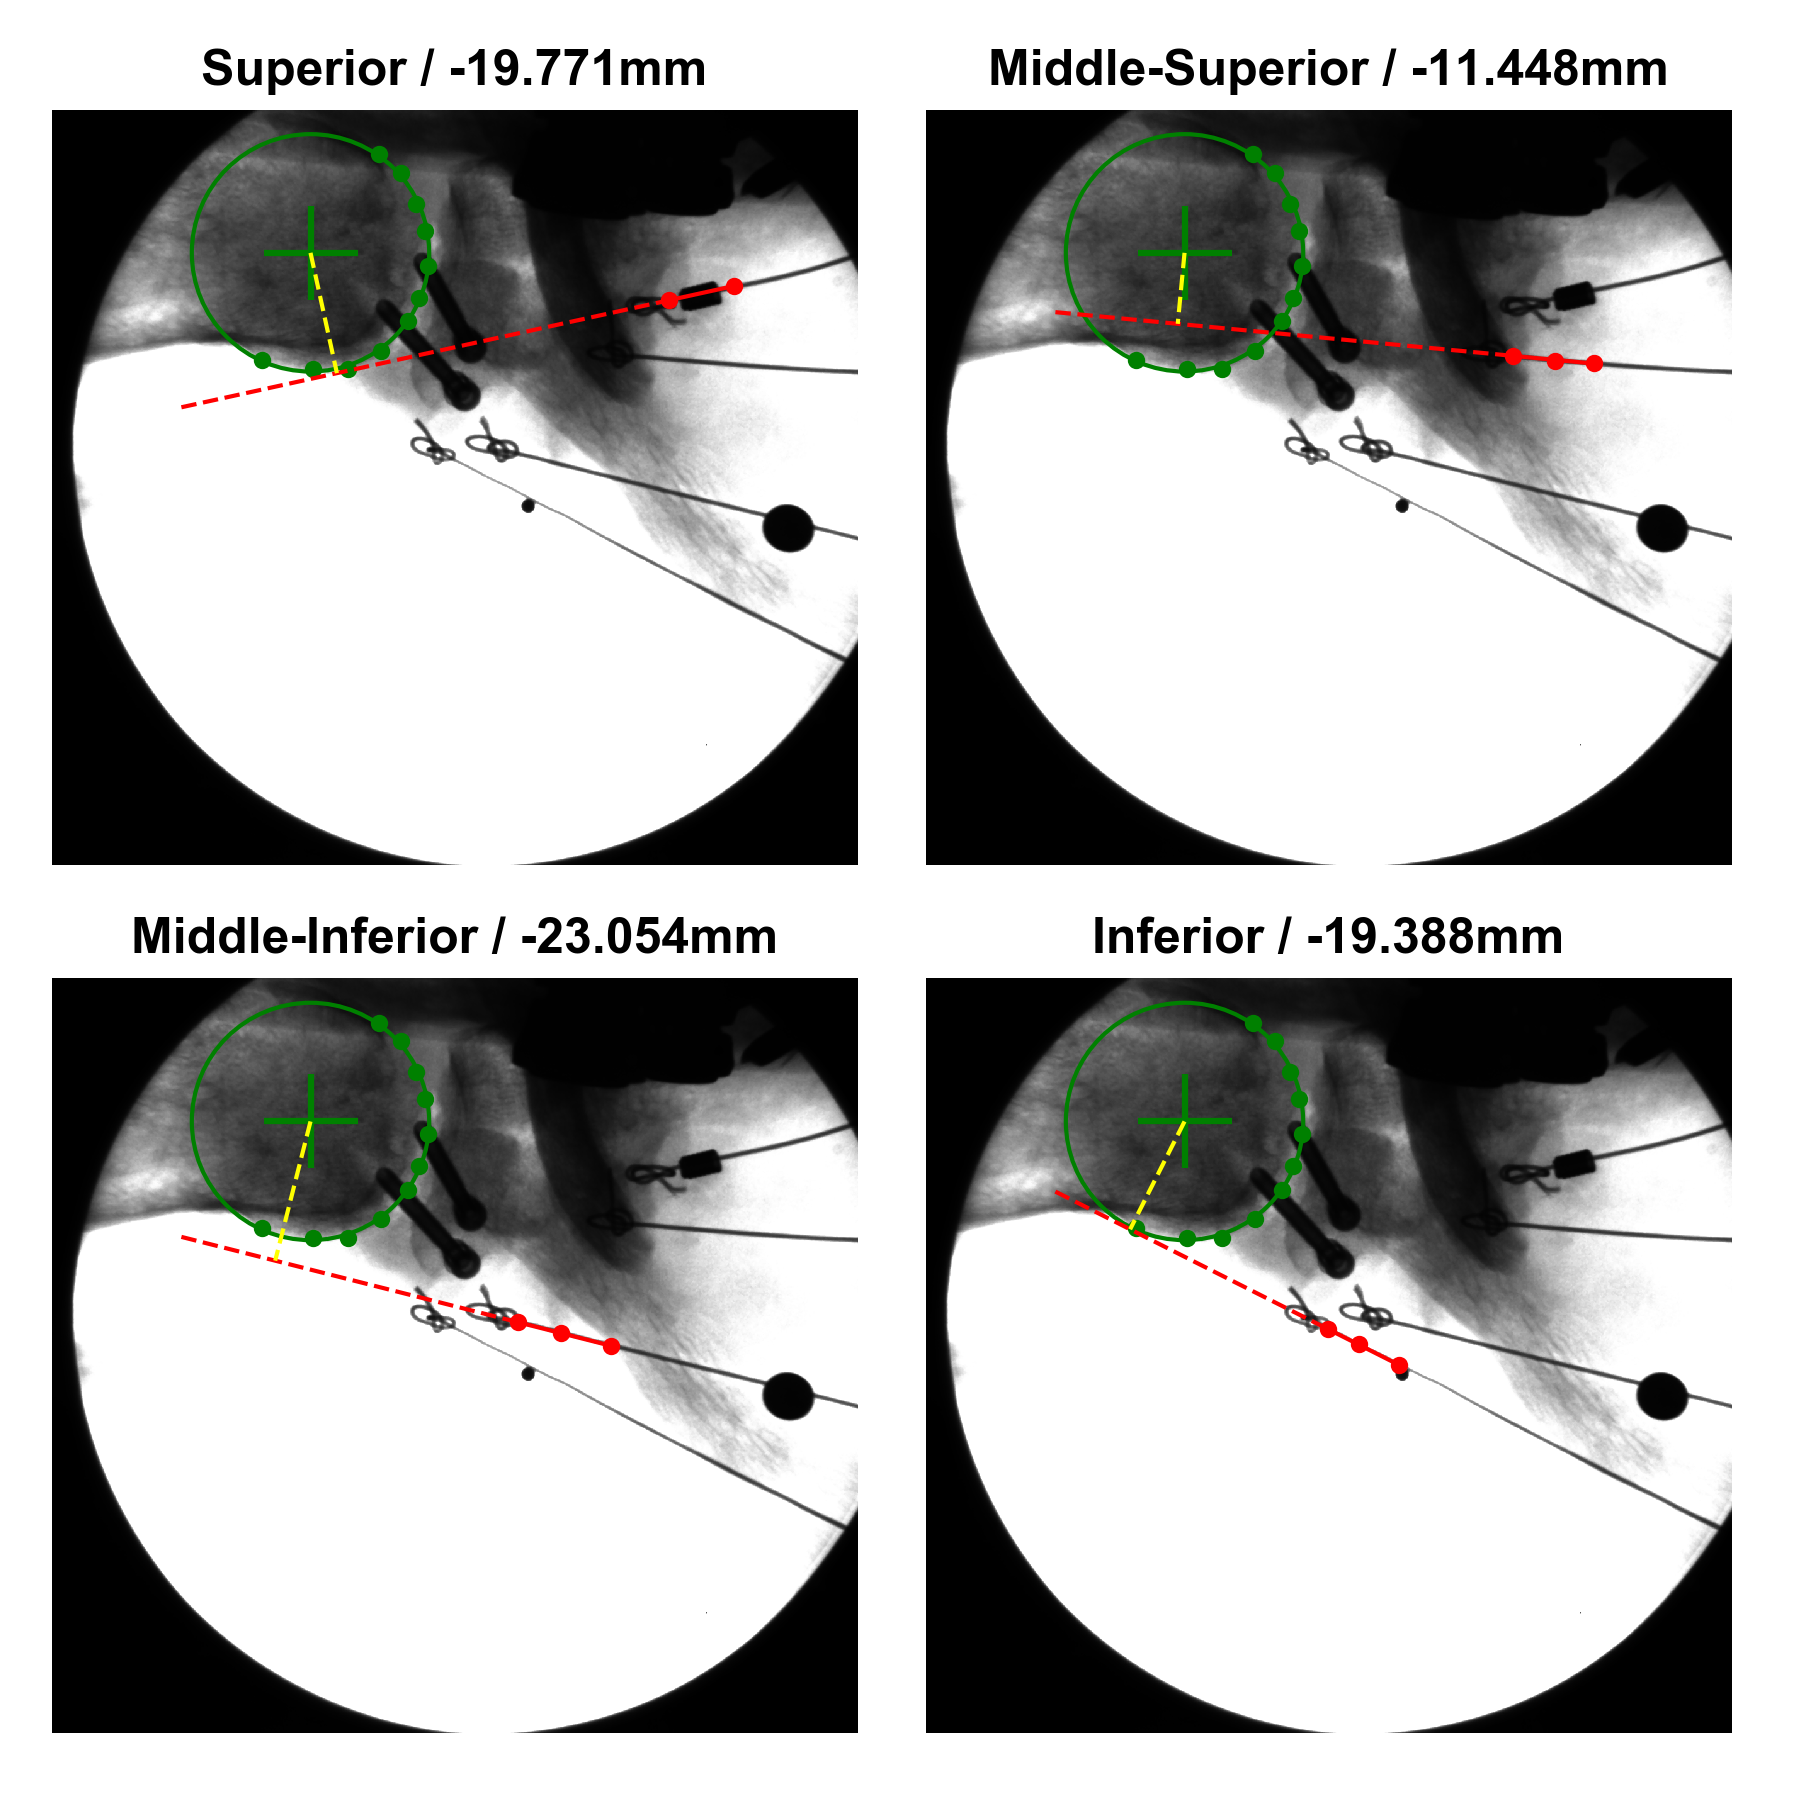 Superior / -19.771mm
Middle-Superior / -11.448mm
Middle-Inferior / -23.054mm
Inferior / -19.388mm